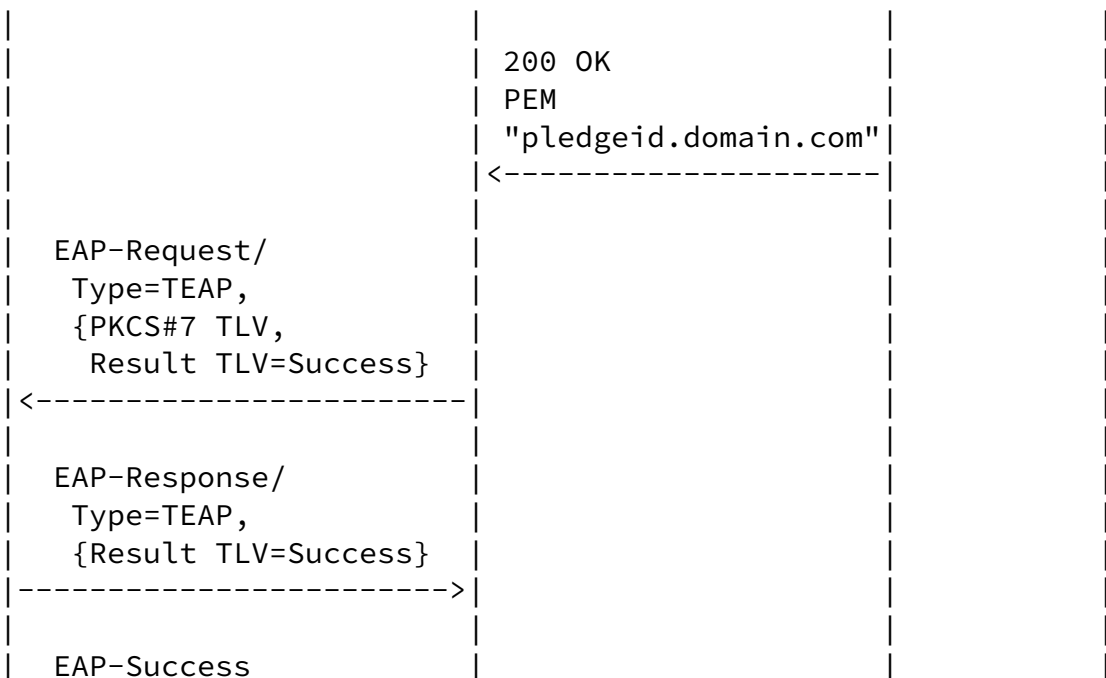 200 OK
PEM
"pledgeid.domain.com"
<---------------------
EAP-Request/
Type=TEAP,
{PKCS#7 TLV,
Result TLV=Success}
<------------------------
EAP-Response/
Type=TEAP,
{Result TLV=Success}
------------------------>
EAP-Success